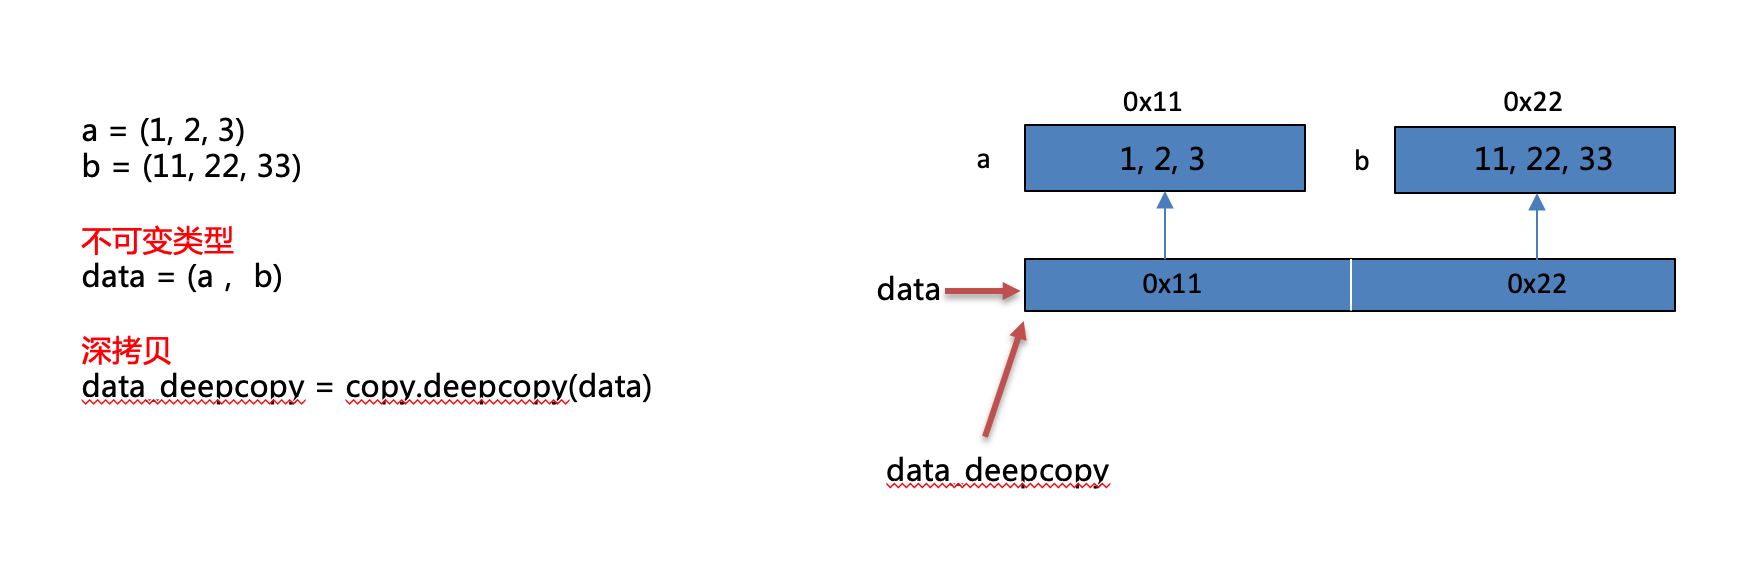 a = (1, 2, 3)
b = (11, 22, 33)
不可变类型
data = (a ,  b)
深拷贝
data_deepcopy = copy.deepcopy(data)
0x11
0x22
a
1, 2, 3
b
11, 22, 33
data
0x11
0x22
data_deepcopy